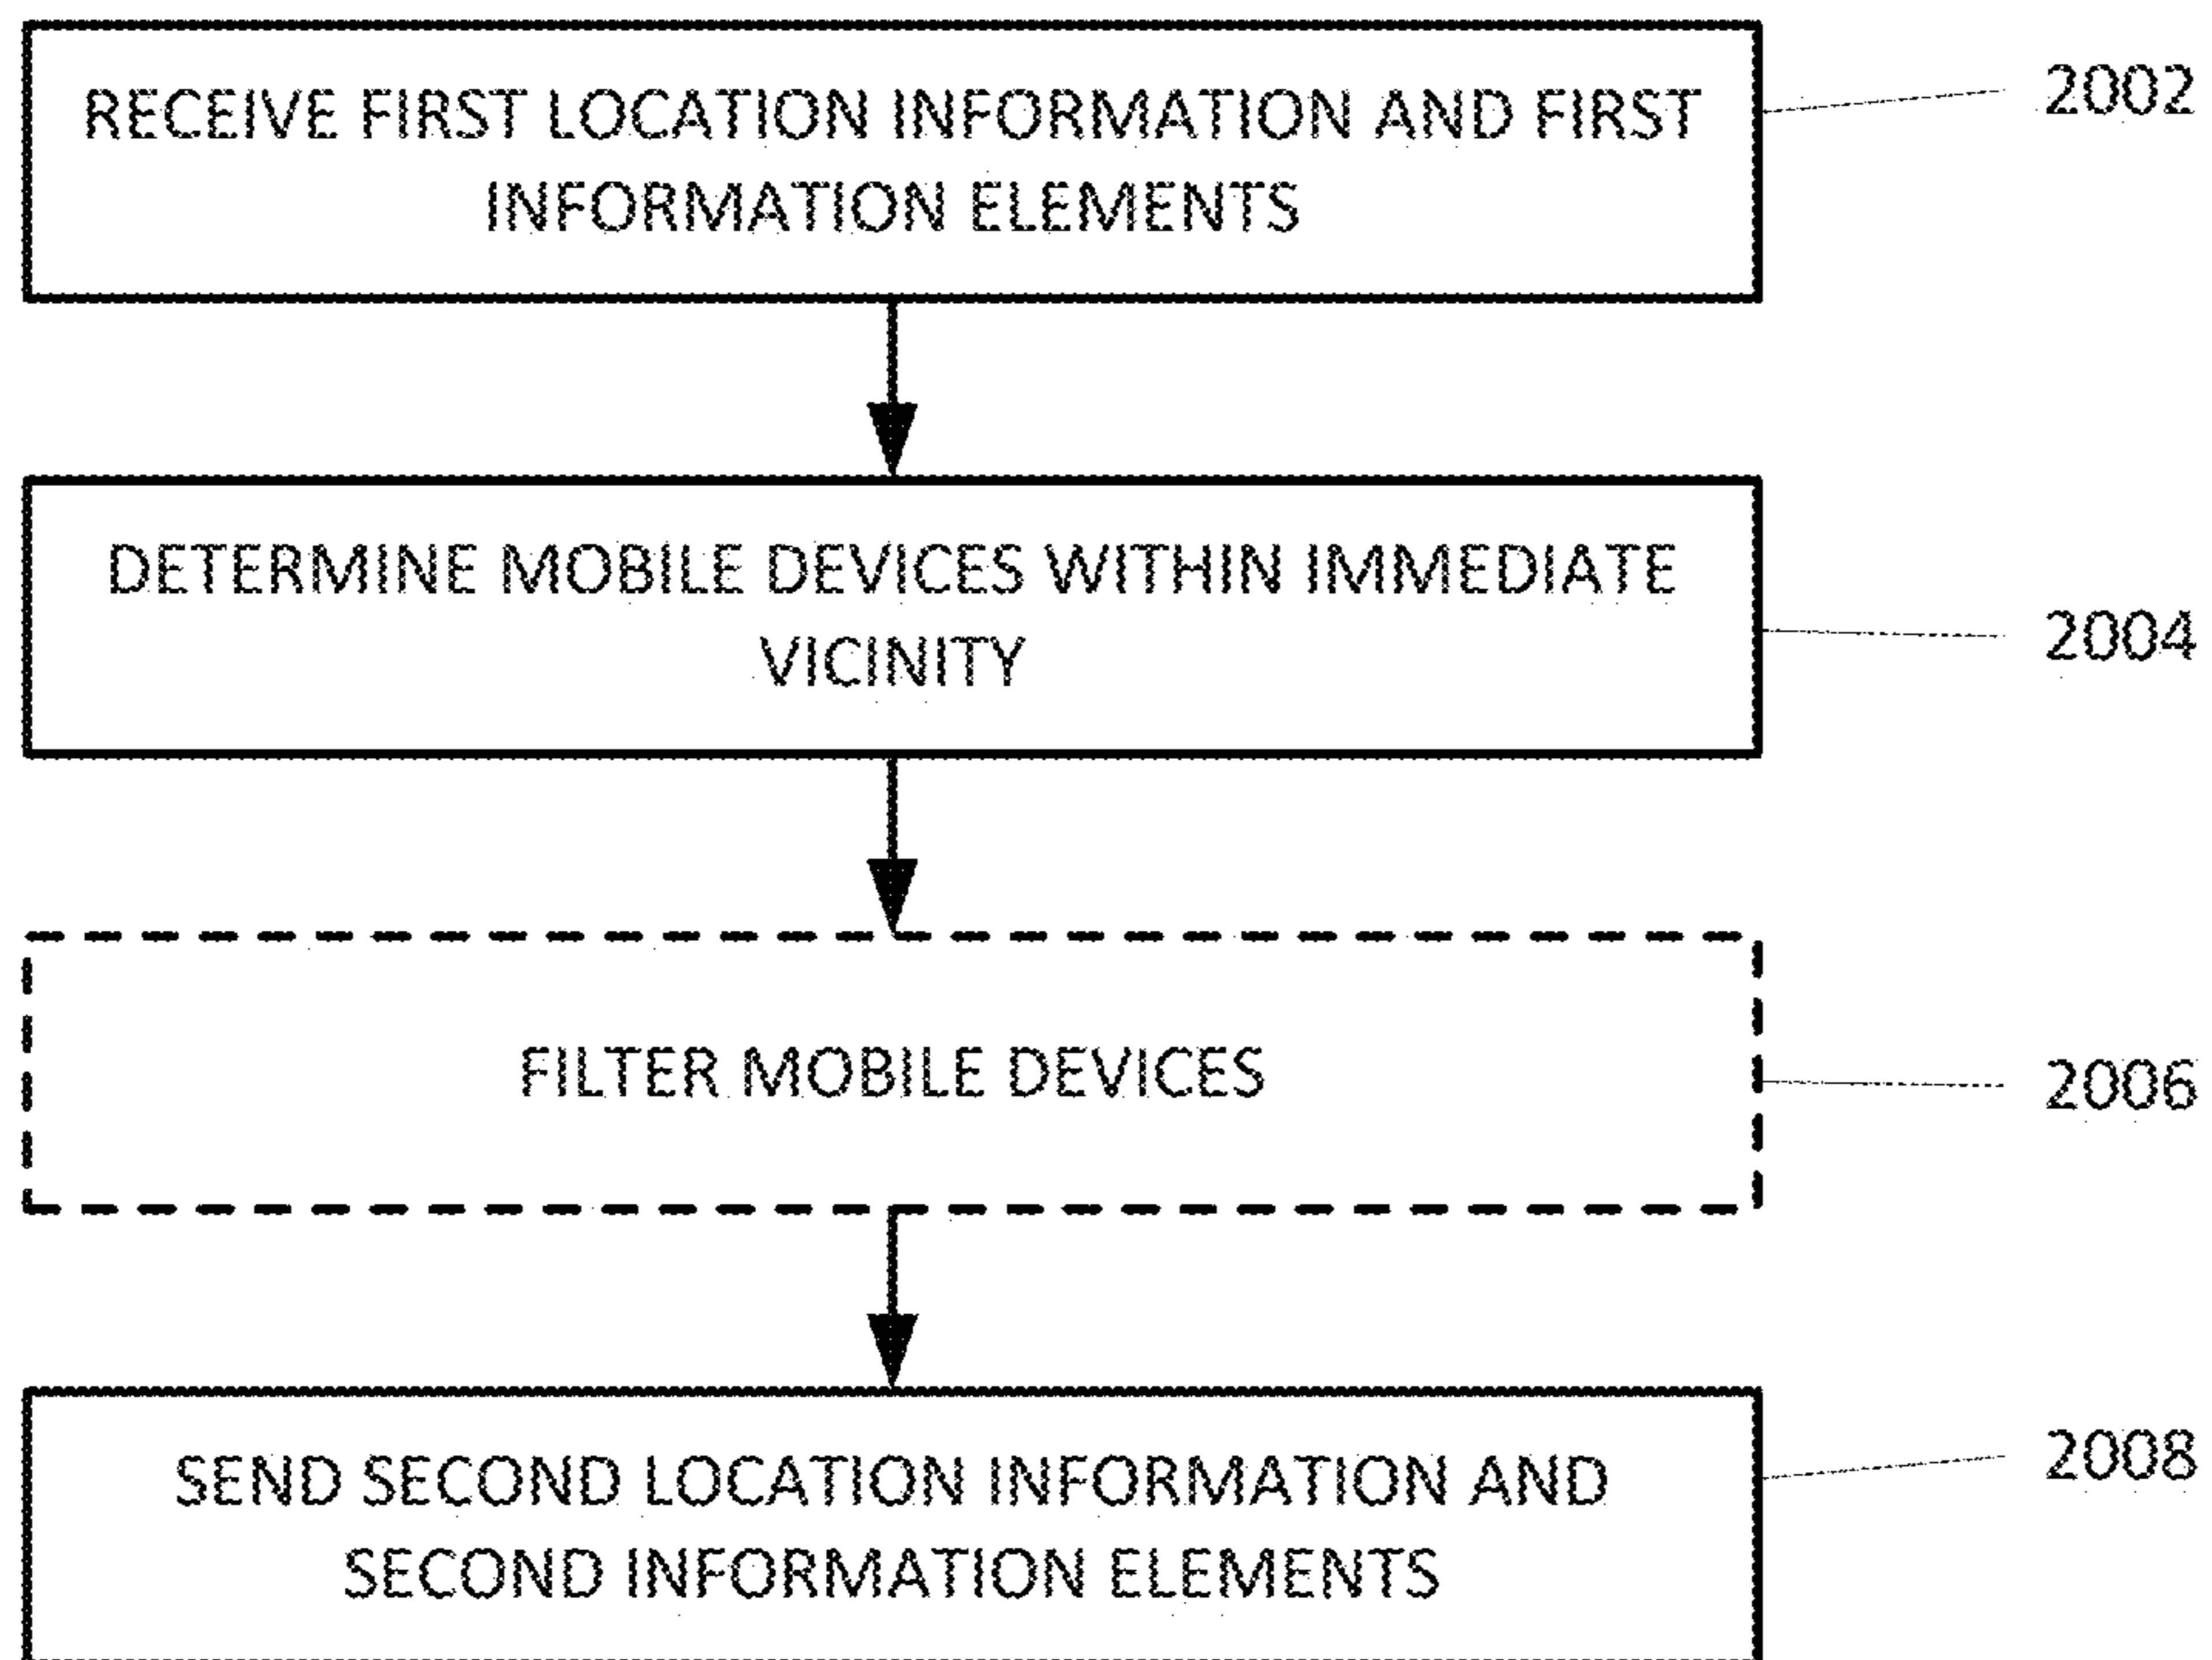 RECEIVE FIRST LOCATION INFORMATION AND FIRST
INFORMATION ELEMENTS
2002
DETERMINE MOBILE DEVICES WITHIN IMMEDIATE
VICINITY
2004
FILTER MOBILE DEVICES
2006
SEND SECOND LOCATION INFORMATION AND
SECOND INFORMATION ELEMENTS
2008